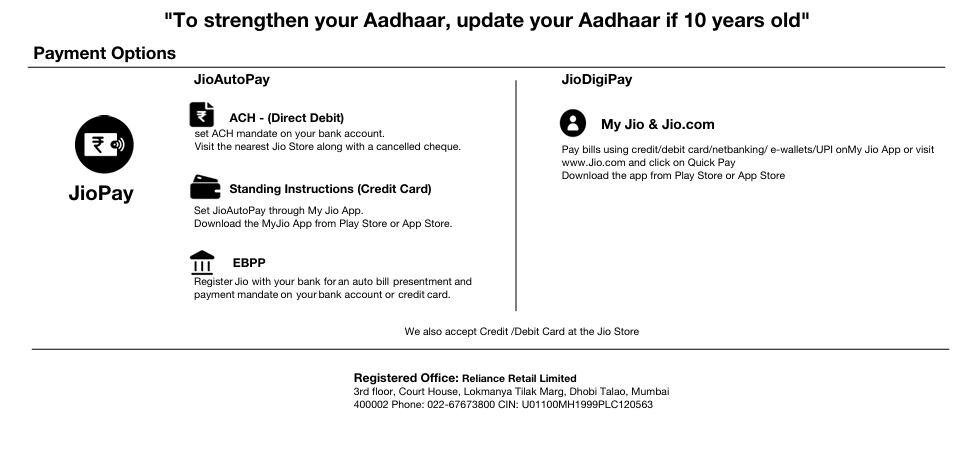 "To strengthen your Aadhaar, update your Aadhaar if 10 years old"
Payment Options
JioPay
JioAutoPay
ACH - (Direct Debit)
set ACH mandate on your bank account.
Visit the nearest Jio Store along with a cancelled cheque.
Standing Instructions (Credit Card)
Set JioAutoPay through My Jio App.
Download the MyJio App from Play Store or App Store.
EBPP
Register Jio with your bank for an auto bill presentment and
payment mandate on your bank account or credit card.
JioDigiPay
My Jio & Jio.com
Pay bills using credit/debit card/netbanking/ e-wallets/UPI onMy Jio App or visit
www.Jio.com and click on Quick Pay
Download the app from Play Store or App Store
We also accept Credit /Debit Card at the Jio Store
Registered Office: Reliance Retail Limited
3rd floor, Court House, Lokmanya Tilak Marg, Dhobi Talao, Mumbai
400002 Phone: 022-67673800 CIN: U01100MH1999PLC120563